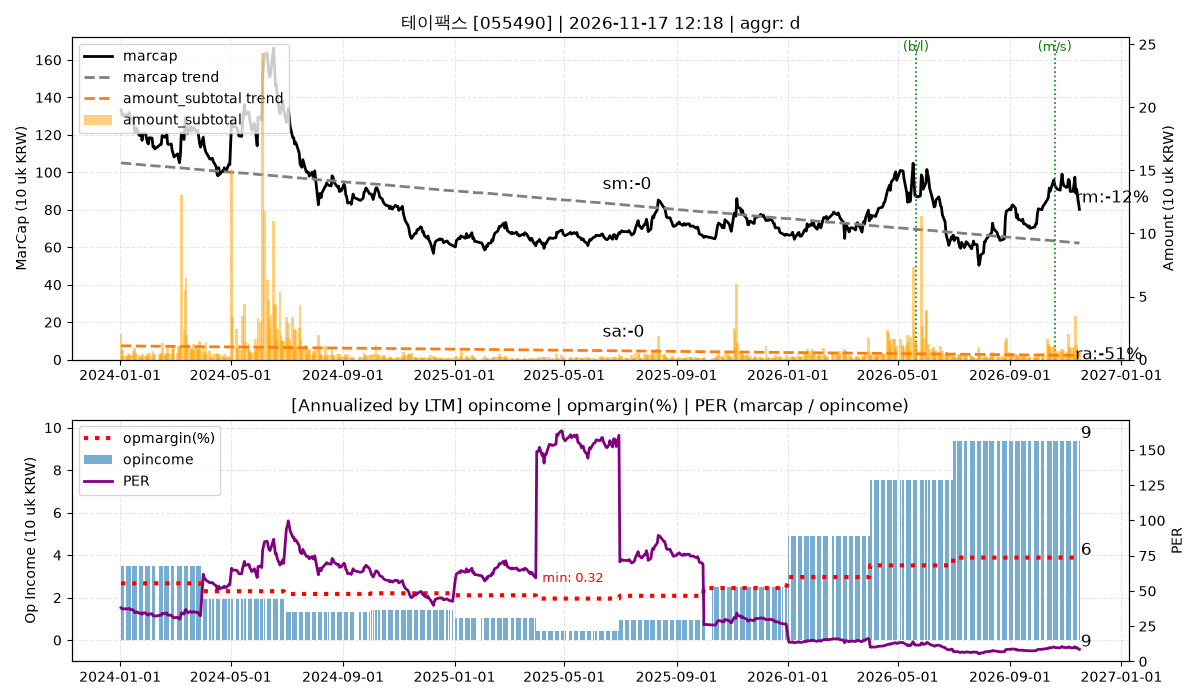 테이팩스 [055490] | 2026-11-17 12:18 | aggr: d
(b/l)
(m/s)
marcap
marcap trend
amount_subtotal trend
amount_subtotal
160
140
120
100
80
60
40
20
0
MarCap (10 uk KRW)
25
20
15
10
5
0
Amount (10 uk KRW)
sm:-0
rm:-12%
sa:-0
ra:-51%
2024-01-01
2024-05-01
2024-09-01
2025-01-01
2025-05-01
2025-09-01
2026-01-01
2026-05-01
2026-09-01
2027-01-01
[Annualized by LTM] opincome | opmargin(%) | PER (marcap / opincome)
opmargin(%)
opincome
PER
10
8
6
4
2
0
Op Income (10 uk KRW)
150
125
100
75
50
25
0
PER
9
6
min: 0.32
9
2024-01-01
2024-05-01
2024-09-01
2025-01-01
2025-05-01
2025-09-01
2026-01-01
2026-05-01
2026-09-01
2027-01-01